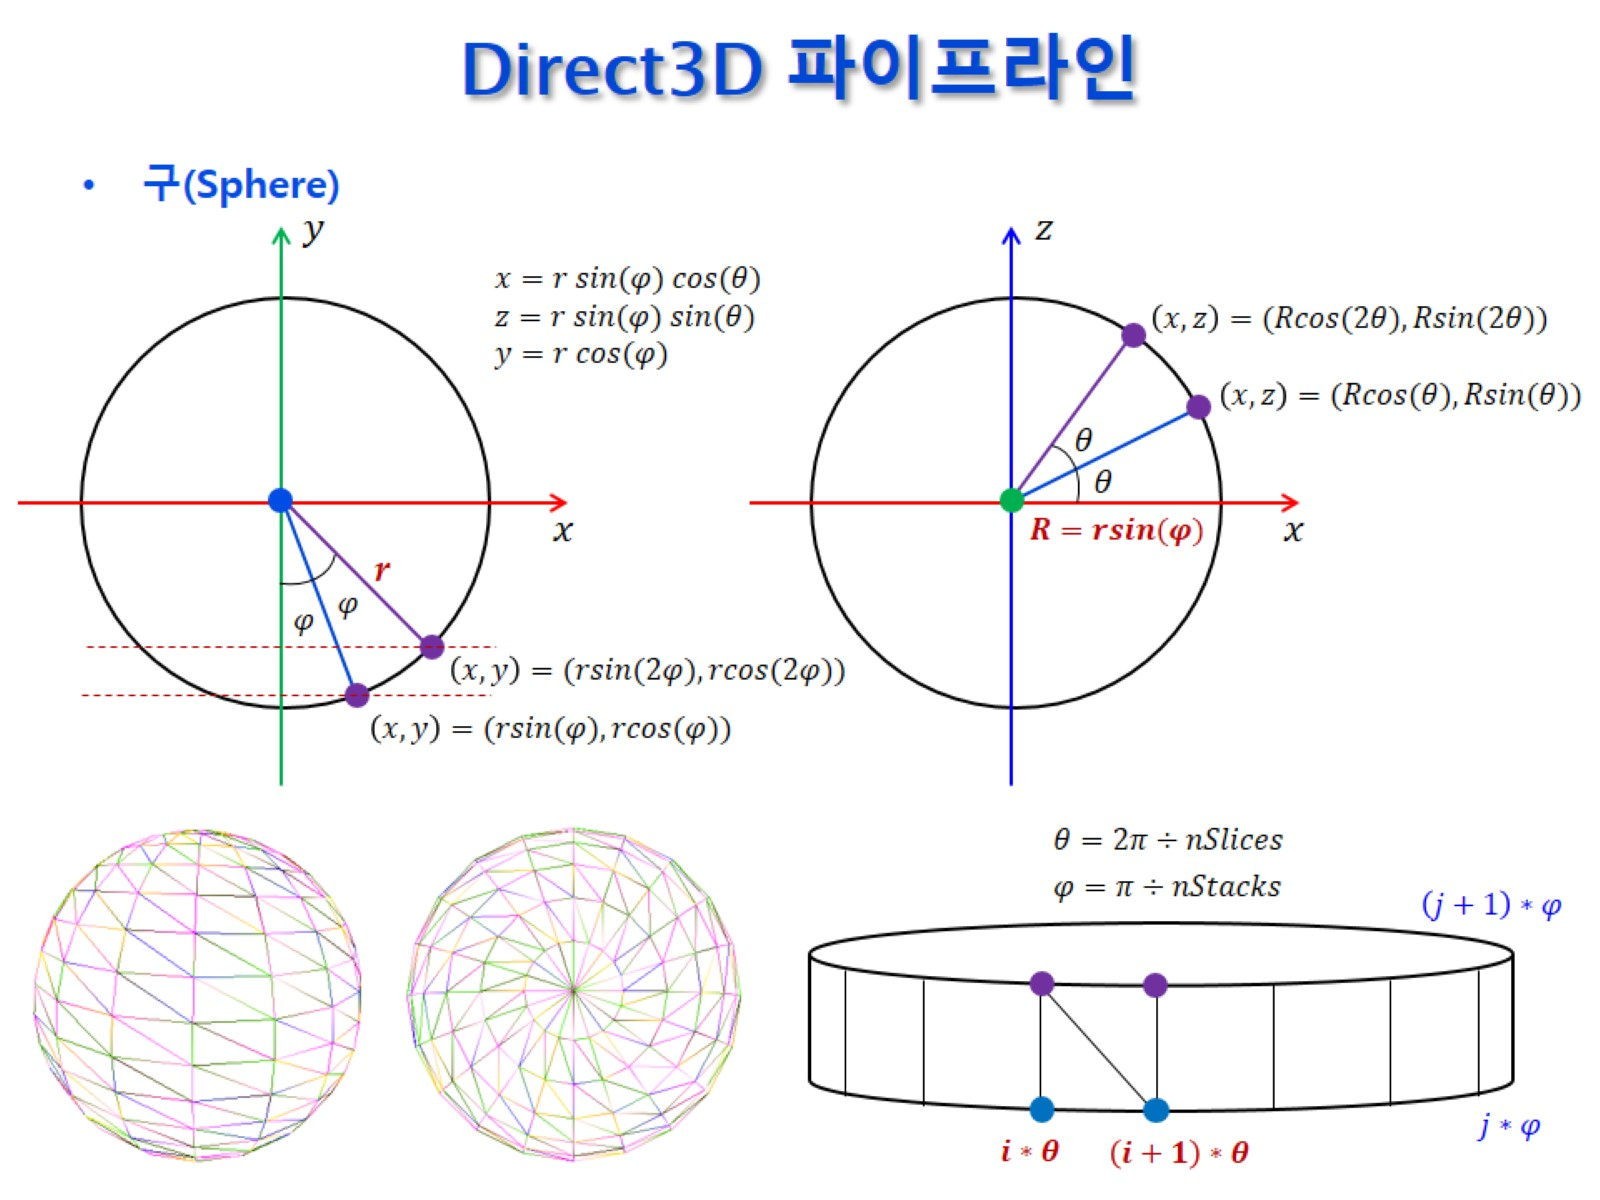 Direct3D 파이프라인
• 구(Sphere)
y
x = r sin(φ) cos(θ)
z = r sin(φ) sin(θ)
y = r cos(φ)
x
r
φ
φ
(x, y) = (rsin(2φ), rcos(2φ))
(x, y) = (rsin(φ), rcos(φ))
z
(x, z) = (Rcos(2θ), Rsin(2θ))
(x, z) = (Rcos(θ), Rsin(θ))
θ
θ
R = rsin(φ)
x
θ = 2π ÷ nSlices
φ = π ÷ nStacks
(j + 1) ∗ φ
j ∗ φ
i ∗ θ
(i + 1) ∗ θ